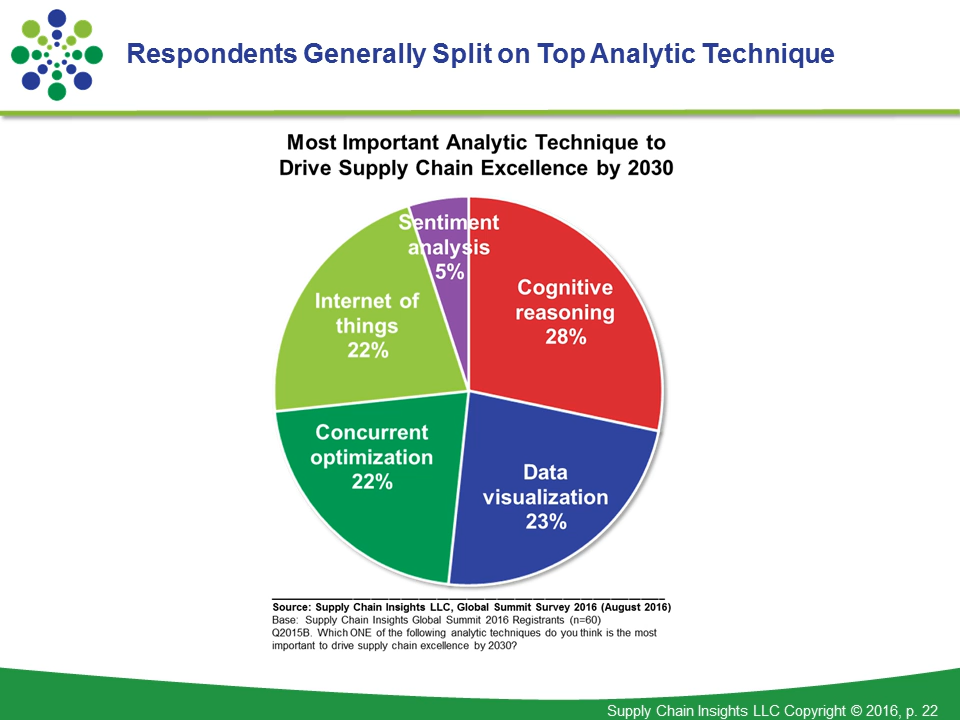 Respondents Generally Split on Top Analytic Technique
Most Important Analytic Technique to
Drive Supply Chain Excellence by 2030
Sentiment
analysis
5%
Cognitive
reasoning
28%
Internet of
things
22%
Concurrent
optimization
22%
Data
visualization
23%
Source: Supply Chain Insights LLC, Global Summit Survey 2016 (August 2016)
Base: Supply Chain Insights Global Summit 2016 Registrants (n=60)
Q2015B. Which ONE of the following analytic techniques do you think is the most
important to drive supply chain excellence by 2030?
Supply Chain Insights LLC Copyright © 2016, p. 22